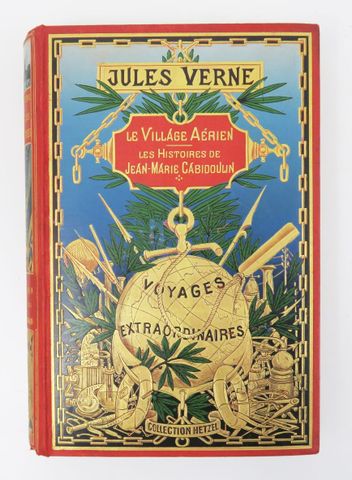 JULES VERNE
LE VILLAGE AÉRIEN
LES HISTOIRES DE
JEAN-MARIE CABIDOULIN
VOYAGES
EXTRAORDINAIRES
COLLECTION HETZEL